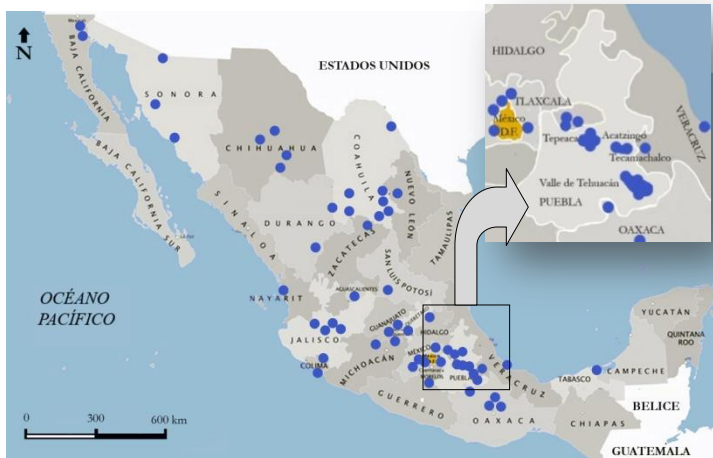 Mexicali
N
ESTADOS UNIDOS
BAJA CALIFORNIA
SONORA
CHIHUAHUA
COAHUILA
NUEVO LEÓN
BAJA CALIFORNIA SUR
SINALOA
DURANGO
ZACATECAS
TAMAULIPAS
SAN LUIS POTOSÍ
OCÉANO
PACÍFICO
NAYARIT
AGUASCALIENTES
GUANAJUATO
HIDALGO
JALISCO
COLIMA
MICHOACÁN
MÉXICO
PUEBLA
VERACRUZ
GUERRERO
OAXACA
TABASCO
CAMPECHE
YUCATÁN
QUINTANA
ROO
CHIAPAS
BELICE
GUATEMALA
0 300 600 km
HIDALGO
TLAXCALA
México
D.F.
Tepeaca
Acatzingo
Tecamachalco
VERACRUZ
Valle de Tehuacán
PUEBLA
OAXACA